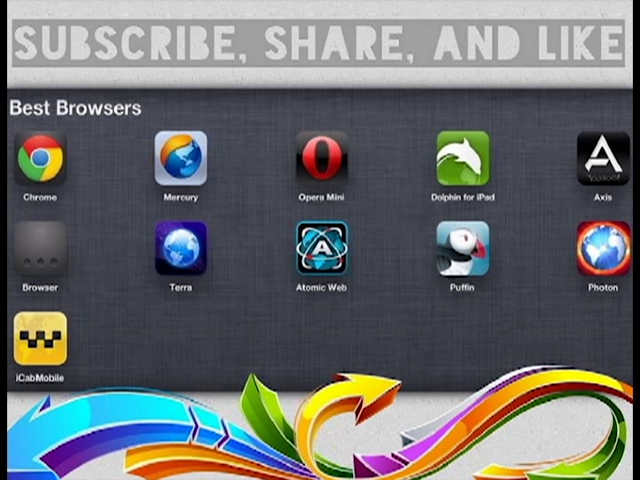 SUBSCRIBE, SHARE, AND LIKE
Best Browsers
Chrome Mercury Opera Mini Dolphin for iPad Axis
YAHOO!
Browser Terra Atomic Web Puffin Photon
iCabMobile